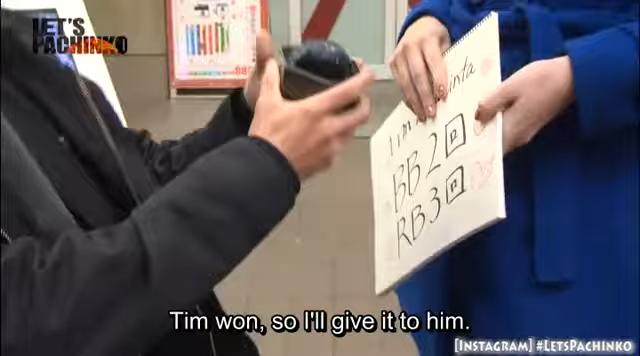 LET'S
PACHINKO
BB2回
RB3回
Tim won, so I'll give it to him.
[INSTAGRAM] #LETSPACHINKO